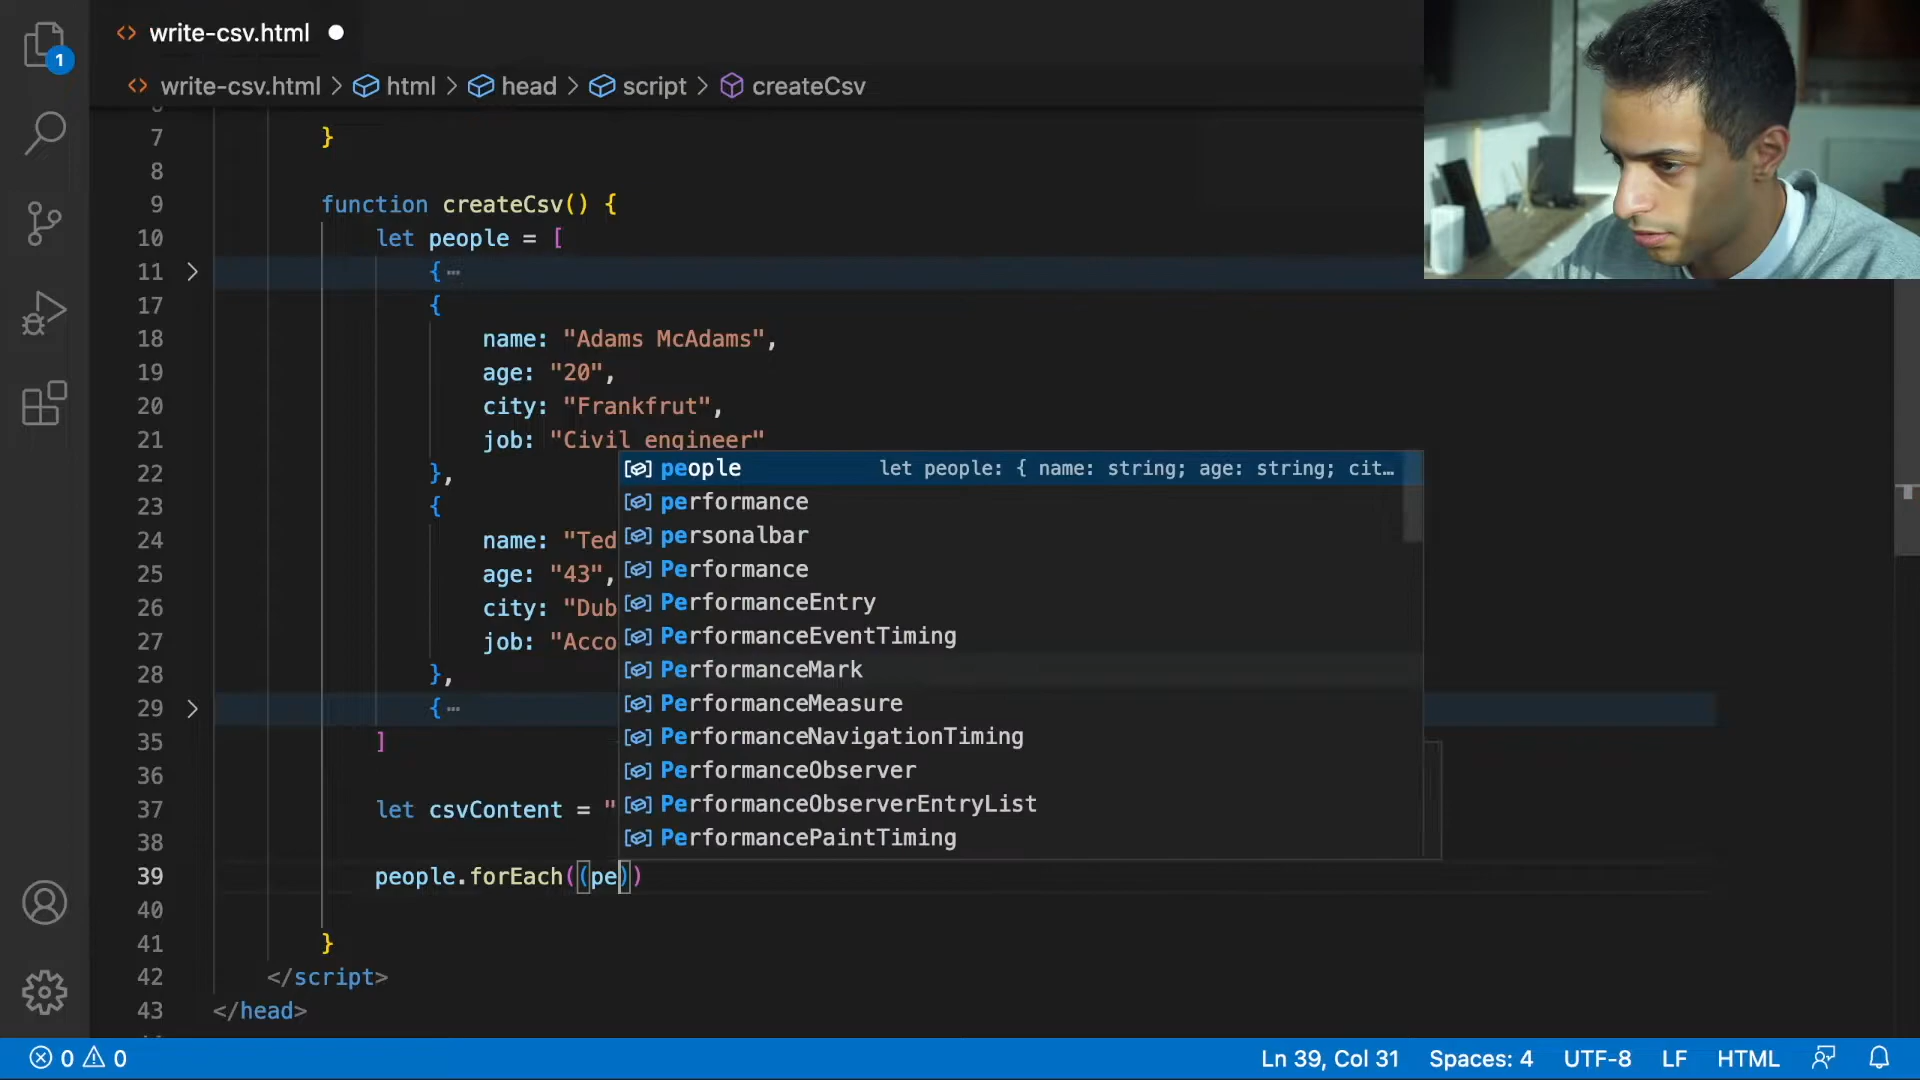 write-csv.html
1
write-csv.html > html > head > script > createCsv
7 }
8
9 function createCsv() {
10 let people = [
11 { …
17 {
18 name: "Adams McAdams",
19 age: "20",
20 city: "Frankfrut",
21 job: "Civil engineer"
22 },
23 {
24 name: "Ted
25 age: "43",
26 city: "Dub
27 job: "Acco
28 },
29 { …
35 ]
36
37 let csvContent = "
38
39 people.forEach((pe))
40
41 }
42 </script>
43 </head>
people let people: { name: string; age: string; cit…
performance
personalbar
Performance
PerformanceEntry
PerformanceEventTiming
PerformanceMark
PerformanceMeasure
PerformanceNavigationTiming
PerformanceObserver
PerformanceObserverEntryList
PerformancePaintTiming
0 0 Ln 39, Col 31 Spaces: 4 UTF-8 LF HTML